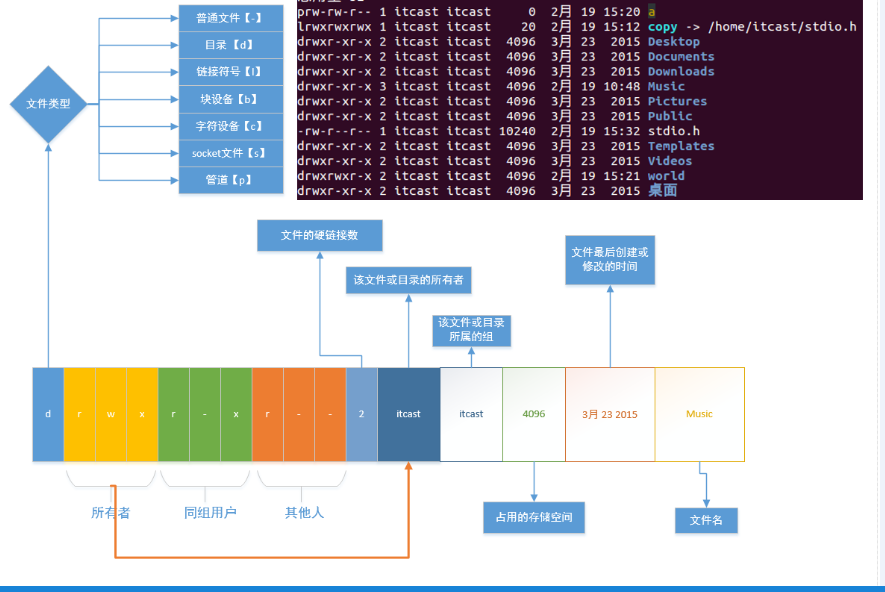 普通文件【-】
目录【d】
链接符号【l】
块设备【b】
字符设备【c】
socket文件【s】
管道【p】
文件类型
prw-rw-r-- 1 itcast itcast 0 2月 19 15:20 a
lrwxrwxrwx 1 itcast itcast 20 2月 19 15:12 copy -> /home/itcast/stdio.h
drwxr-xr-x 2 itcast itcast 4096 3月 23 2015 Desktop
drwxr-xr-x 2 itcast itcast 4096 3月 23 2015 Documents
drwxr-xr-x 2 itcast itcast 4096 3月 23 2015 Downloads
drwxr-xr-x 3 itcast itcast 4096 2月 19 10:48 Music
drwxr-xr-x 2 itcast itcast 4096 3月 23 2015 Pictures
drwxr-xr-x 2 itcast itcast 4096 3月 23 2015 Public
-rw-r--r-- 1 itcast itcast 10240 2月 19 15:32 stdio.h
drwxr-xr-x 2 itcast itcast 4096 3月 23 2015 Templates
drwxr-xr-x 2 itcast itcast 4096 3月 23 2015 Videos
drwxrwxr-x 2 itcast itcast 4096 2月 19 15:21 world
drwxr-xr-x 2 itcast itcast 4096 3月 23 2015 桌面
文件的硬链接数
该文件或目录的所有者
该文件或目录
所属的组
文件最后创建或
修改的时间
d r w x r - x r - - 2 itcast itcast 4096 3月 23 2015 Music
所有者 同组用户 其他人
占用的存储空间
文件名